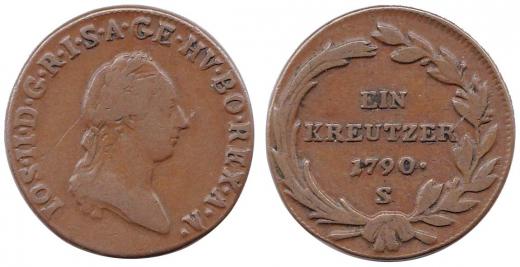 IOS·II·D·G·R·I·S·A·GE·HV·BO·REX·A·A·
EIN
KREUTZER
1790·
S